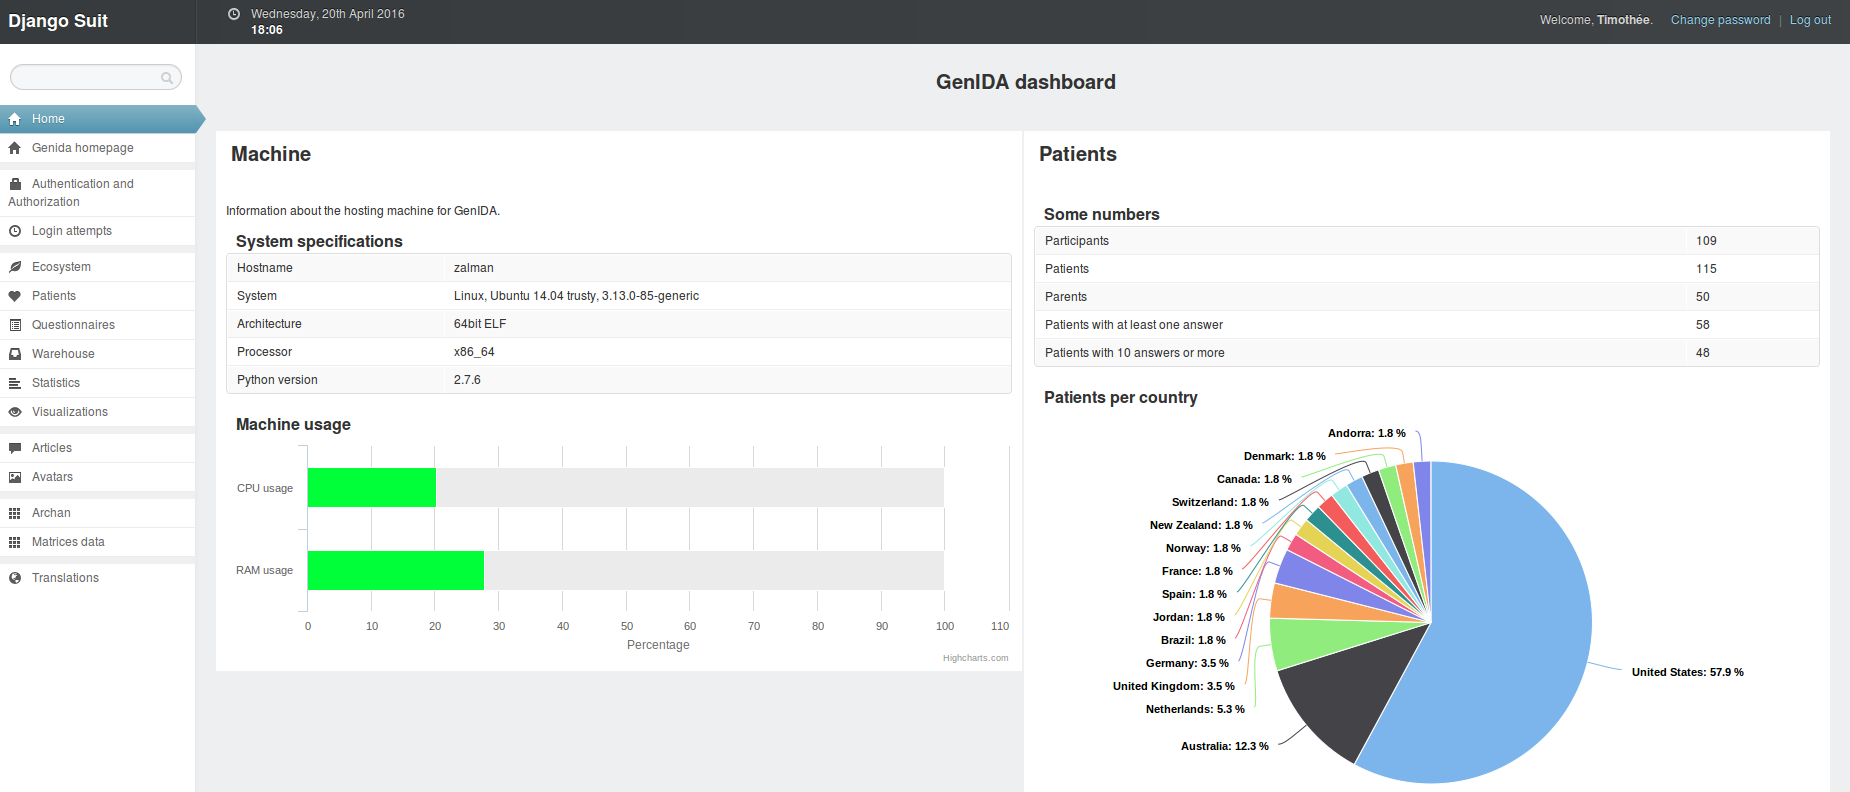 Django Suit
Wednesday, 20th April 2016
18:06
Welcome, Timothée. Change password | Log out
Home
Genida homepage
Authentication and
Authorization
Login attempts
Ecosystem
Patients
Questionnaires
Warehouse
Statistics
Visualizations
Articles
Avatars
Archan
Matrices data
Translations
GenIDA dashboard
Machine
Information about the hosting machine for GenIDA.
System specifications
Hostname zalman
System Linux, Ubuntu 14.04 trusty, 3.13.0-85-generic
Architecture 64bit ELF
Processor x86_64
Python version 2.7.6
Machine usage
CPU usage
RAM usage
0 10 20 30 40 50 60 70 80 90 100 110
Percentage
Highcharts.com
Patients
Some numbers
Participants 109
Patients 115
Parents 50
Patients with at least one answer 58
Patients with 10 answers or more 48
Patients per country
Andorra: 1.8 %
Denmark: 1.8 %
Canada: 1.8 %
Switzerland: 1.8 %
New Zealand: 1.8 %
Norway: 1.8 %
France: 1.8 %
Spain: 1.8 %
Jordan: 1.8 %
Brazil: 1.8 %
Germany: 3.5 %
United Kingdom: 3.5 %
Netherlands: 5.3 %
Australia: 12.3 %
United States: 57.9 %